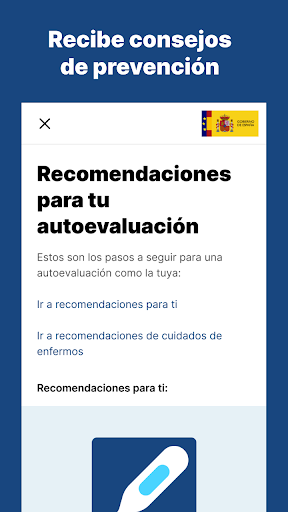 Recibe consejos
de prevención
GOBIERNO
DE ESPAÑA
Recomendaciones
para tu
autoevaluación
Estos son los pasos a seguir para una
autoevaluación como la tuya:
Ir a recomendaciones para ti
Ir a recomendaciones de cuidados de
enfermos
Recomendaciones para ti: